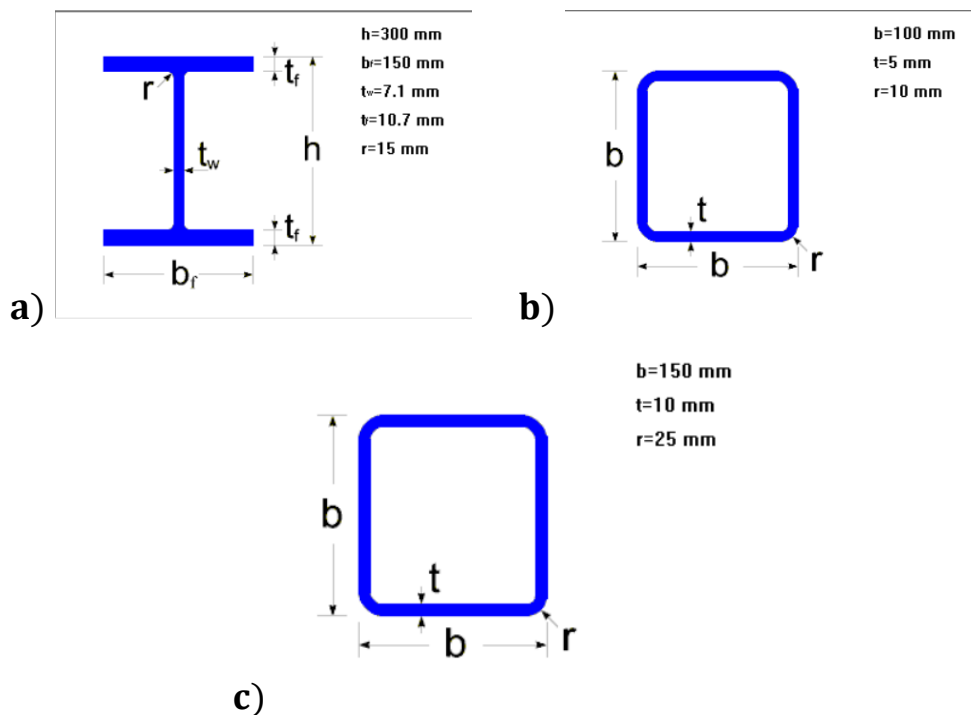 h=300 mm
bf=150 mm
tw=7.1 mm
tf=10.7 mm
r=15 mm
tf
r
h
tw
tf
bf
a)
b=100 mm
t=5 mm
r=10 mm
b
t
b
r
b)
b=150 mm
t=10 mm
r=25 mm
b
t
b
r
c)